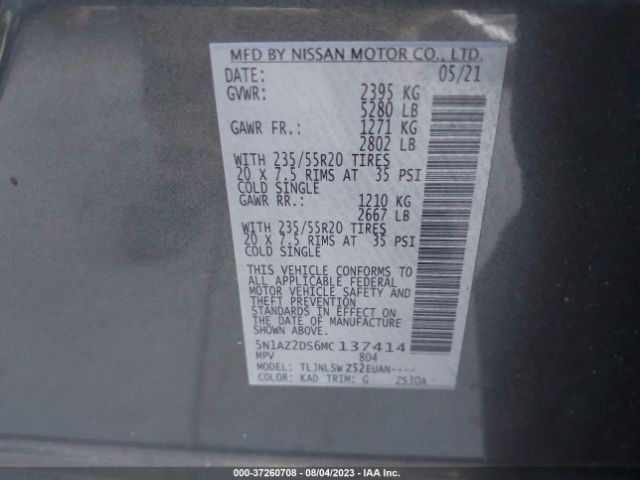 MFD BY NISSAN MOTOR CO., LTD.
DATE: 05/21
GVWR: 2395 KG
5280 LB
GAWR FR.: 1271 KG
2802 LB
WITH 235/55R20 TIRES
20 X 7.5 RIMS AT 35 PSI
COLD SINGLE
GAWR RR.: 1210 KG
2667 LB
WITH 235/55R20 TIRES
20 X 7.5 RIMS AT 35 PSI
COLD SINGLE
THIS VEHICLE CONFORMS TO
ALL APPLICABLE FEDERAL
MOTOR VEHICLE SAFETY AND
THEFT PREVENTION
STANDARDS IN EFFECT ON
THE DATE OF MANUFACTURE
SHOWN ABOVE.
5N1AZ2DS6MC137414
MPV 804
MODEL: TLJNLSWZ52EUAN----
COLOR: KAD TRIM: G ZS30A -
000-37260708 - 08/04/2023 - IAA Inc.